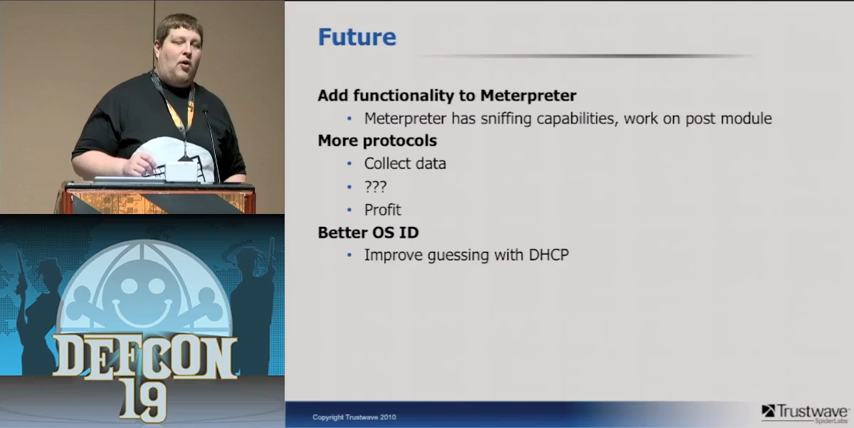 Future
Add functionality to Meterpreter
• Meterpreter has sniffing capabilities, work on post module
More protocols
• Collect data
• ???
• Profit
Better OS ID
• Improve guessing with DHCP
DEFCON
19
Copyright Trustwave 2010
Trustwave®
SpiderLabs